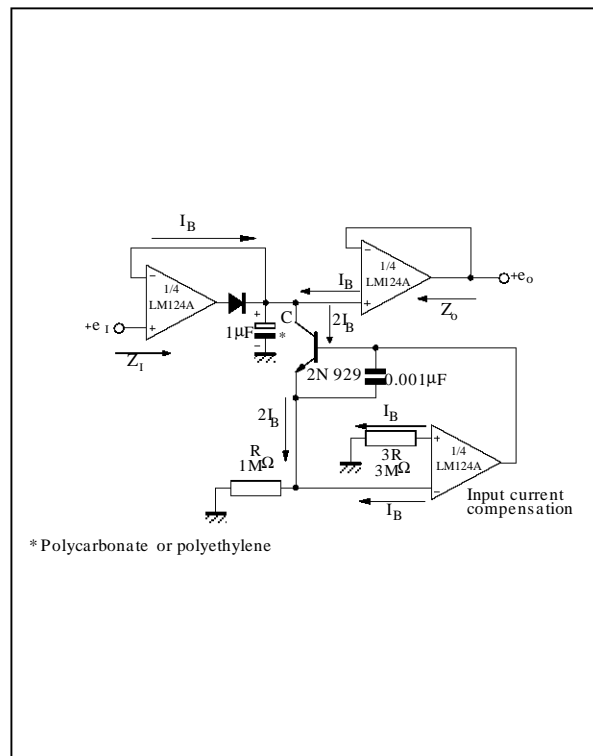 I_B
1/4
LM124A
+e_I
Z_I
I_B
1/4
LM124A
+e_o
Z_o
+
1µF
*
C
2I_B
2N 929
0.001µF
2I_B
I_B
R
1MΩ
3R
3MΩ
1/4
LM124A
I_B
Input current
compensation
* Polycarbonate or polyethylene